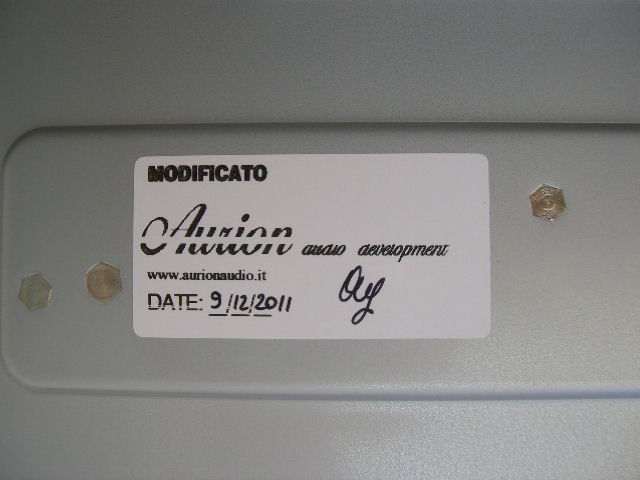 MODIFICATO
Aurion audio development
www.aurionaudio.it
DATE: 9/12/2011